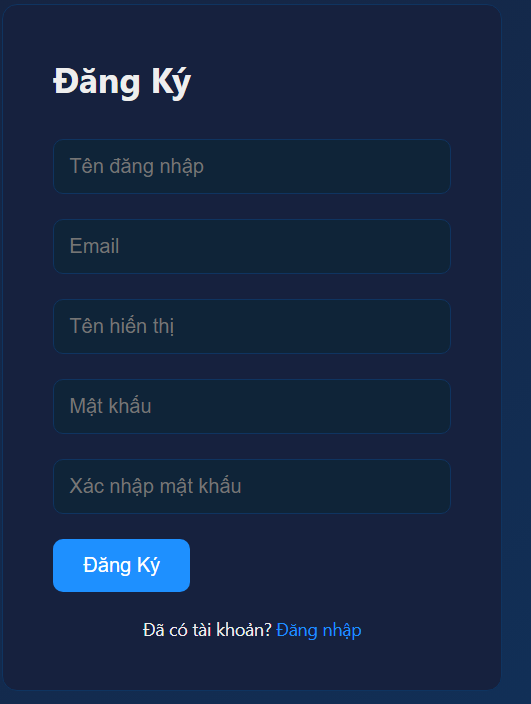 Đăng Ký
Tên đăng nhập
Email
Tên hiển thị
Mật khẩu
Xác nhận mật khẩu
Đăng Ký
Đã có tài khoản? Đăng nhập